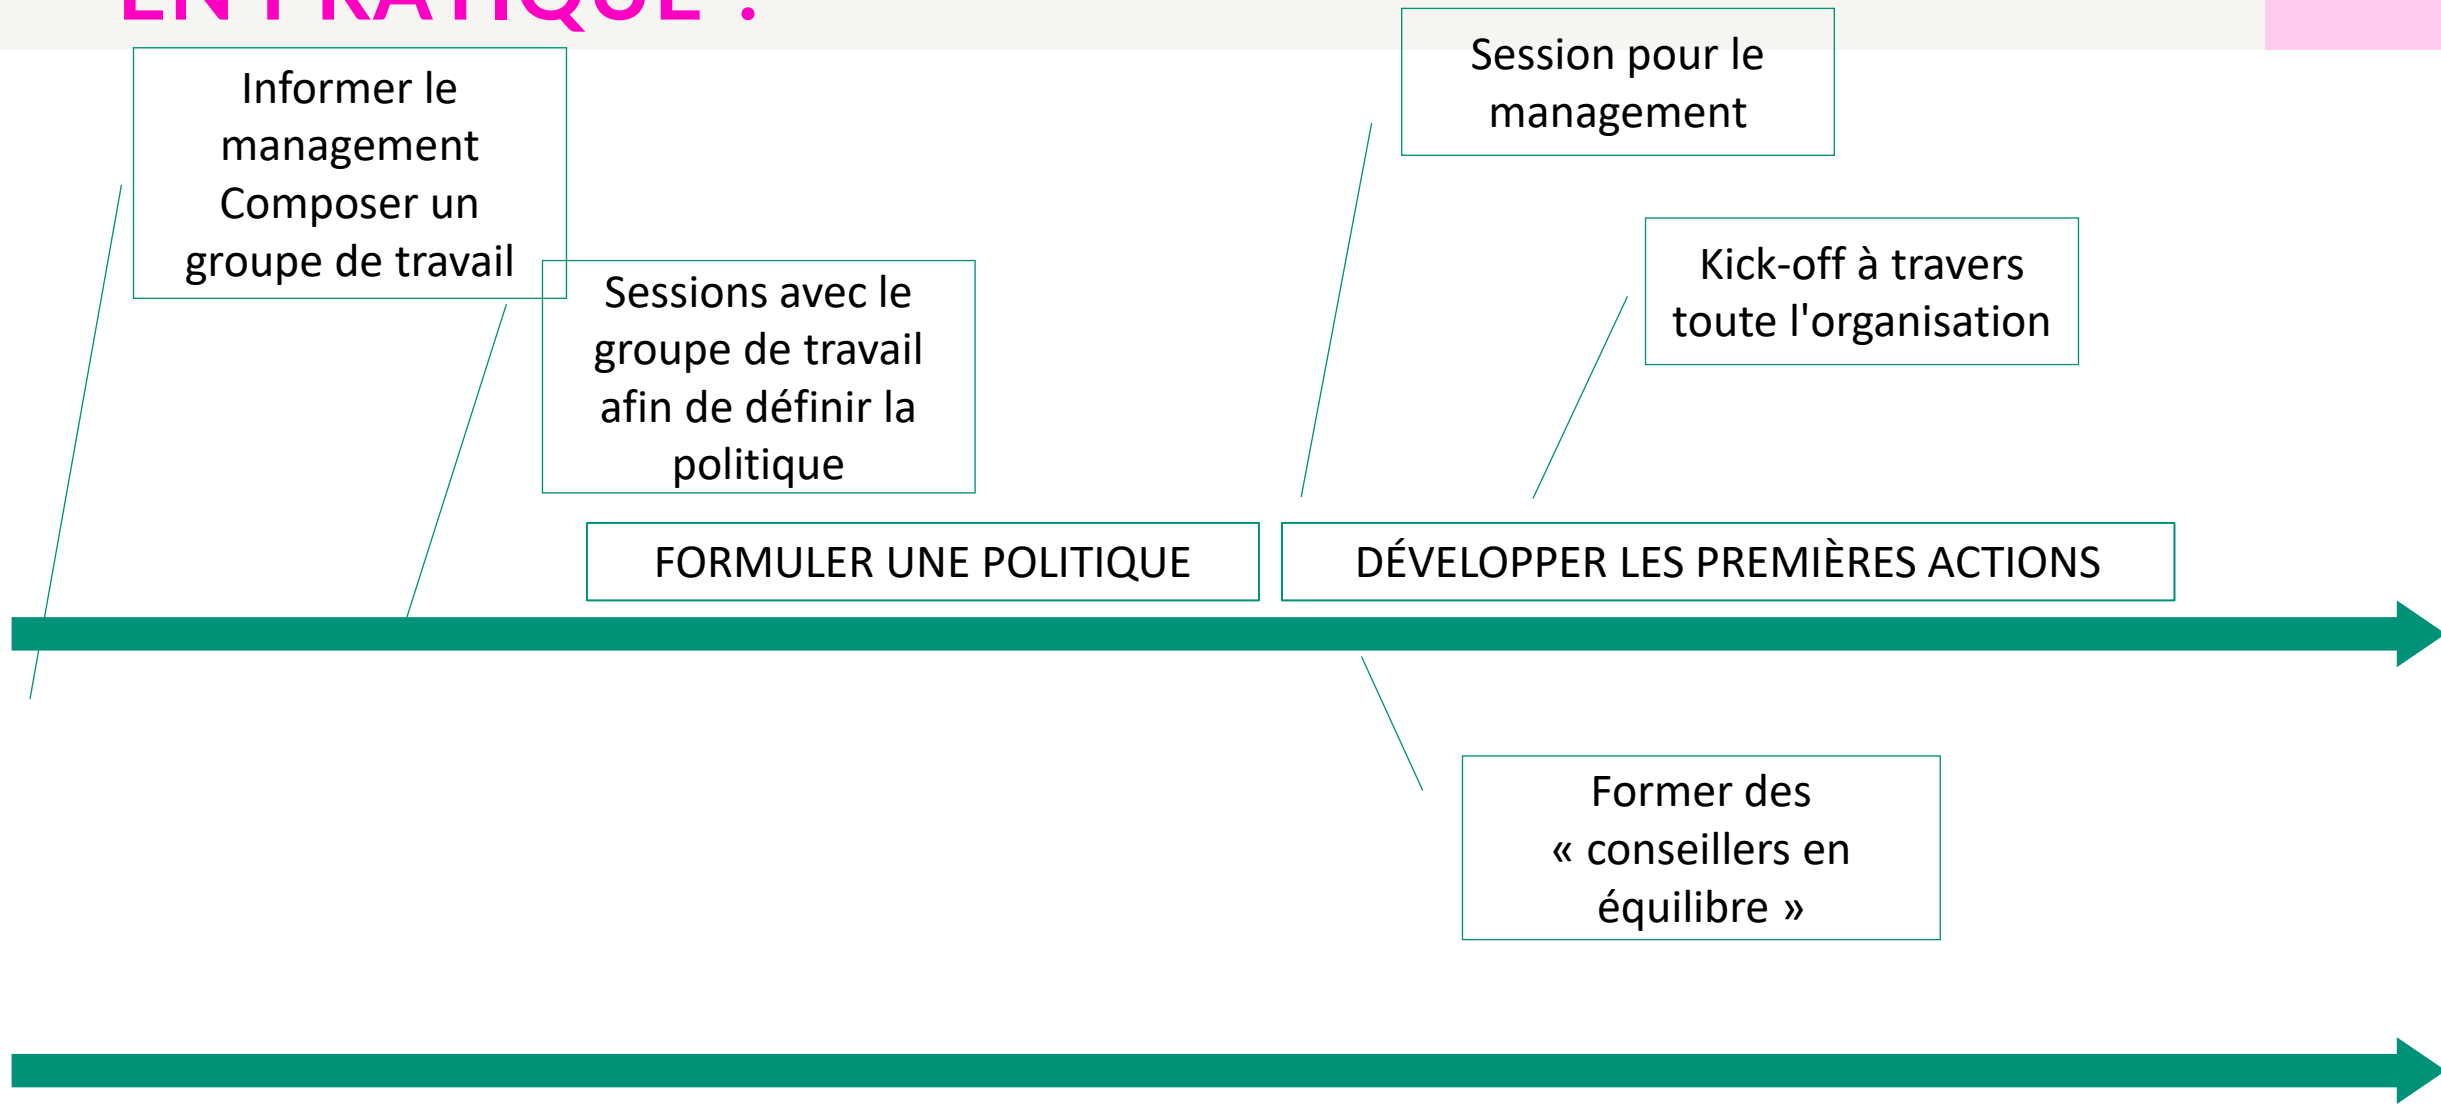 EN PRATIQUE
Informer le
management
Composer un
groupe de travail
Sessions avec le
groupe de travail
afin de définir la
politique
Session pour le
management
Kick-off à travers
toute l'organisation
FORMULER UNE POLITIQUE
DÉVELOPPER LES PREMIÈRES ACTIONS
Former des
« conseillers en
équilibre »